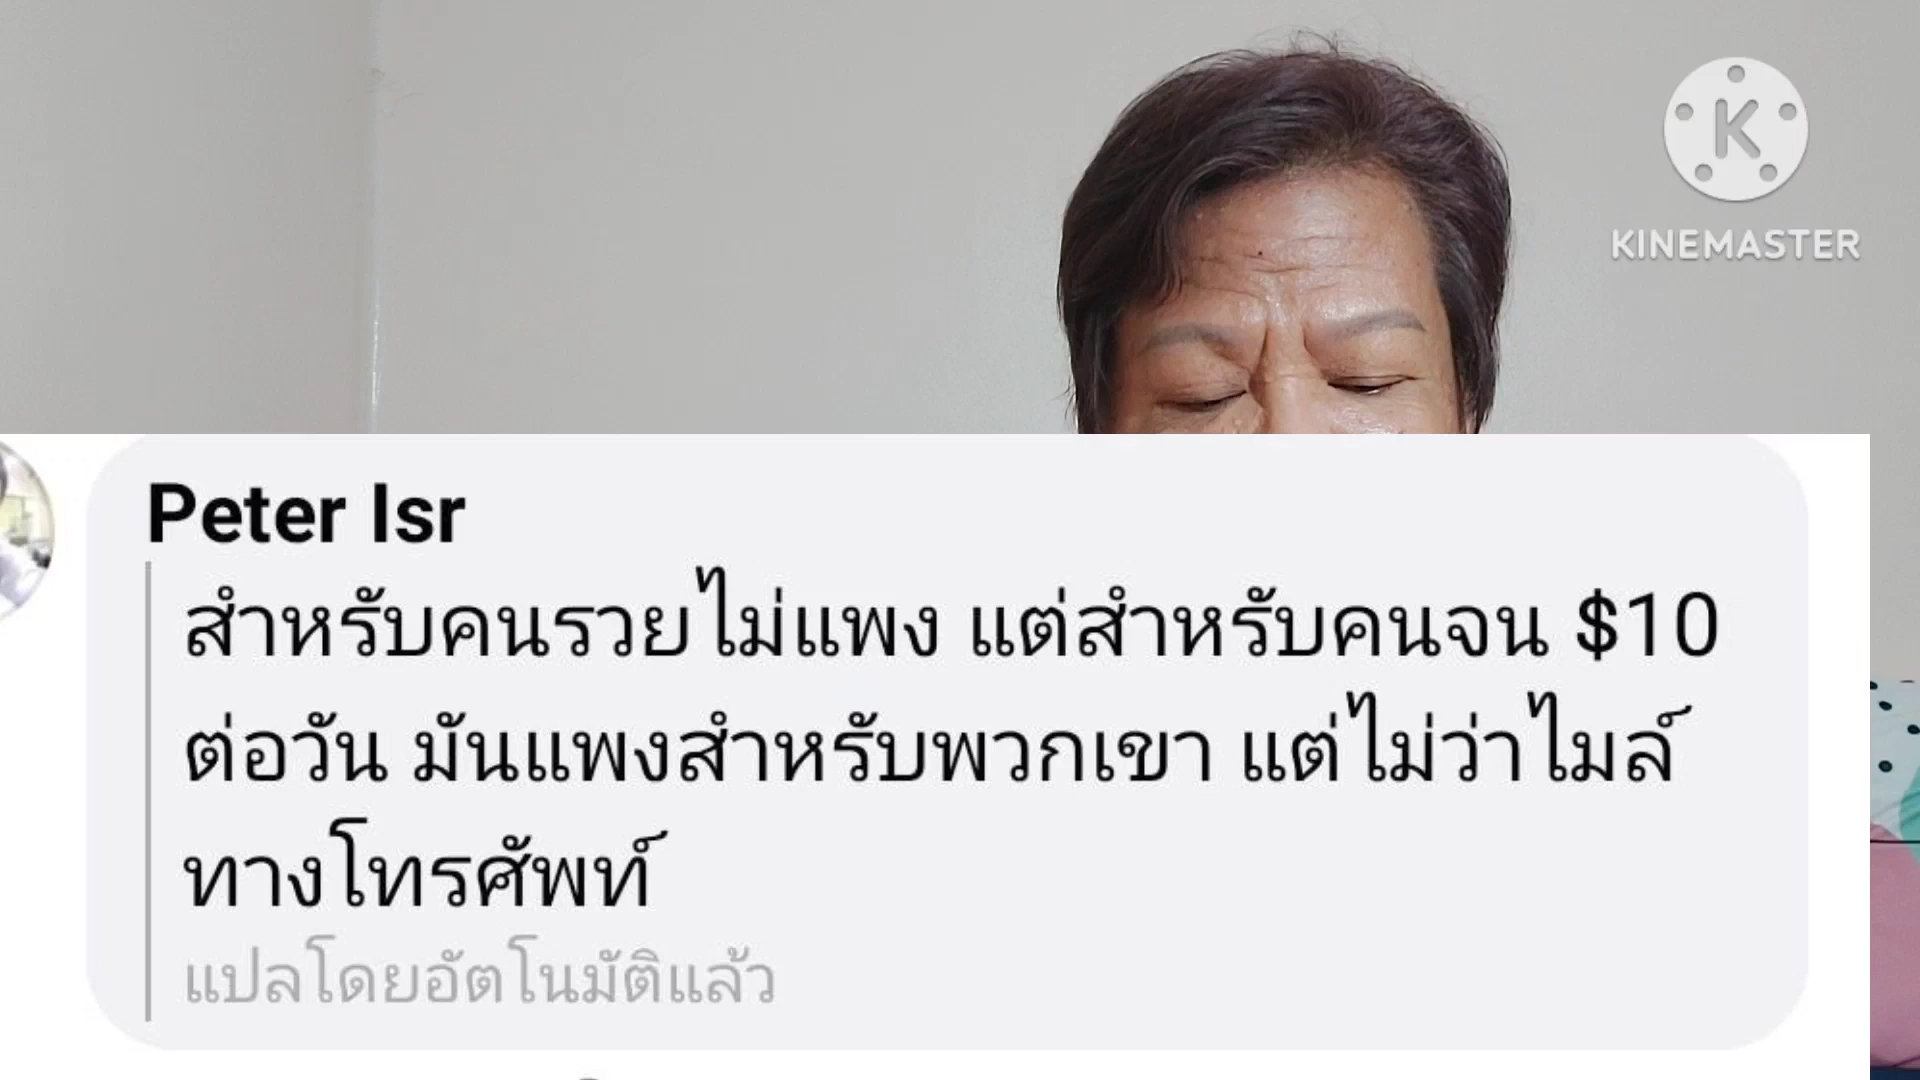 K
KINEMASTER
Peter Isr
สำหรับคนรวยไม่แพง แต่สำหรับคนจน $10
ต่อวัน มันแพงสำหรับพวกเขา แต่ไม่ว่าไมล์
ทางโทรศัพท์
แปลโดยอัตโนมัติแล้ว